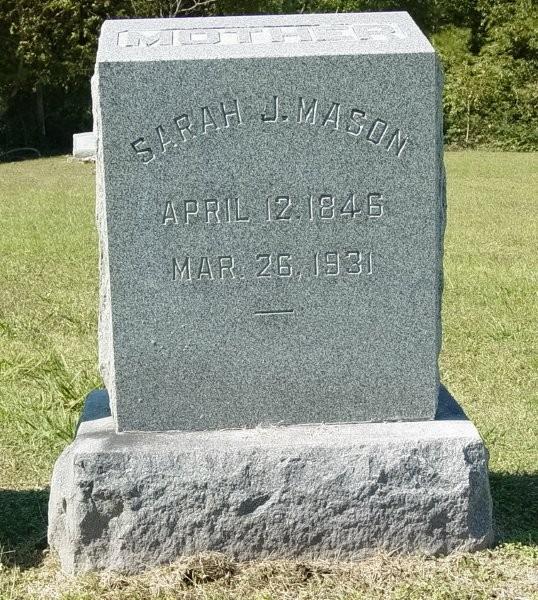 MOTHER
SARAH J. MASON
APRIL 12, 1846
MAR. 26, 1931